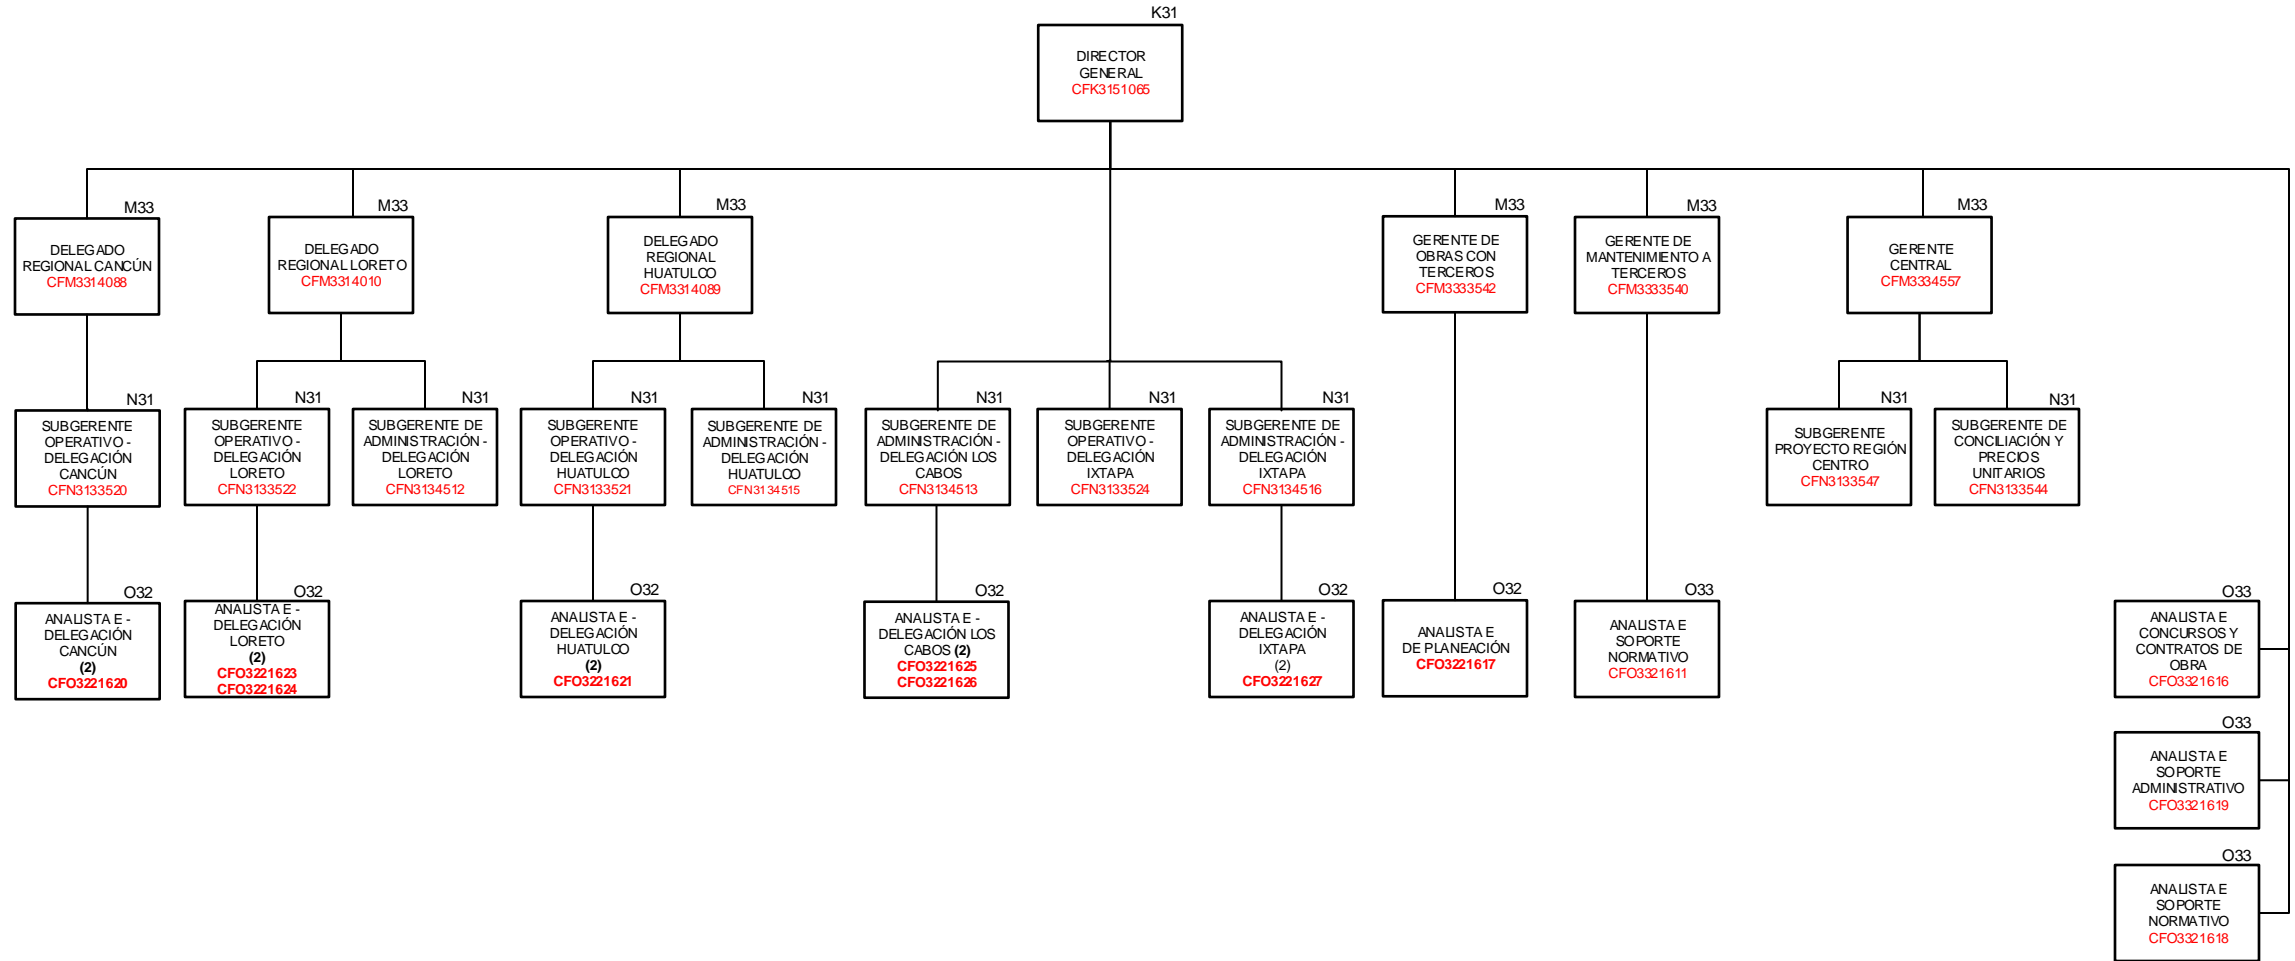 K31
DIRECTOR
GENERAL
CFK3151065
M33
DELEGADO
REGIONAL CANCÚN
CFM3314088
M33
DELEGADO
REGIONAL LORETO
CFM3314010
M33
DELEGADO
REGIONAL
HUATULCO
CFM3314089
M33
GERENTE DE
OBRAS CON
TERCEROS
CFM3333542
M33
GERENTE DE
MANTENIMIENTO A
TERCEROS
CFM3333540
M33
GERENTE
CENTRAL
CFM3334557
N31
SUBGERENTE
OPERATIVO -
DELEGACIÓN
CANCÚN
CFN3133520
N31
SUBGERENTE
OPERATIVO -
DELEGACIÓN
LORETO
CFN3133522
N31
SUBGERENTE DE
ADMINISTRACIÓN -
DELEGACIÓN
LORETO
CFN3134512
N31
SUBGERENTE
OPERATIVO -
DELEGACIÓN
HUATULCO
CFN3133521
N31
SUBGERENTE DE
ADMINISTRACIÓN -
DELEGACIÓN
HUATULCO
CFN3134515
N31
SUBGERENTE DE
ADMINISTRACIÓN -
DELEGACIÓN LOS
CABOS
CFN3134513
N31
SUBGERENTE
OPERATIVO -
DELEGACIÓN
IXTAPA
CFN3133524
N31
SUBGERENTE DE
ADMINISTRACIÓN -
DELEGACIÓN
IXTAPA
CFN3134516
N31
SUBGERENTE
PROYECTO REGIÓN
CENTRO
CFN3133547
N31
SUBGERENTE DE
CONCILIACIÓN Y
PRECIOS
UNITARIOS
CFN3133544
O32
ANALISTA E -
DELEGACIÓN
CANCÚN
(2)
CFO3221620
O32
ANALISTA E -
DELEGACIÓN
LORETO
(2)
CFO3221623
CFO3221624
O32
ANALISTA E -
DELEGACIÓN
HUATULCO
(2)
CFO3221621
O32
ANALISTA E -
DELEGACIÓN LOS
CABOS (2)
CFO3221625
CFO3221626
O32
ANALISTA E -
DELEGACIÓN
IXTAPA
(2)
CFO3221627
O32
ANALISTA E
DE PLANEACIÓN
CFO3221617
O33
ANALISTA E
SOPORTE
NORMATIVO
CFO3321611
O33
ANALISTA E
CONCURSOS Y
CONTRATOS DE
OBRA
CFO3321616
O33
ANALISTA E
SOPORTE
ADMINISTRATIVO
CFO3321619
O33
ANALISTA E
SOPORTE
NORMATIVO
CFO3321618